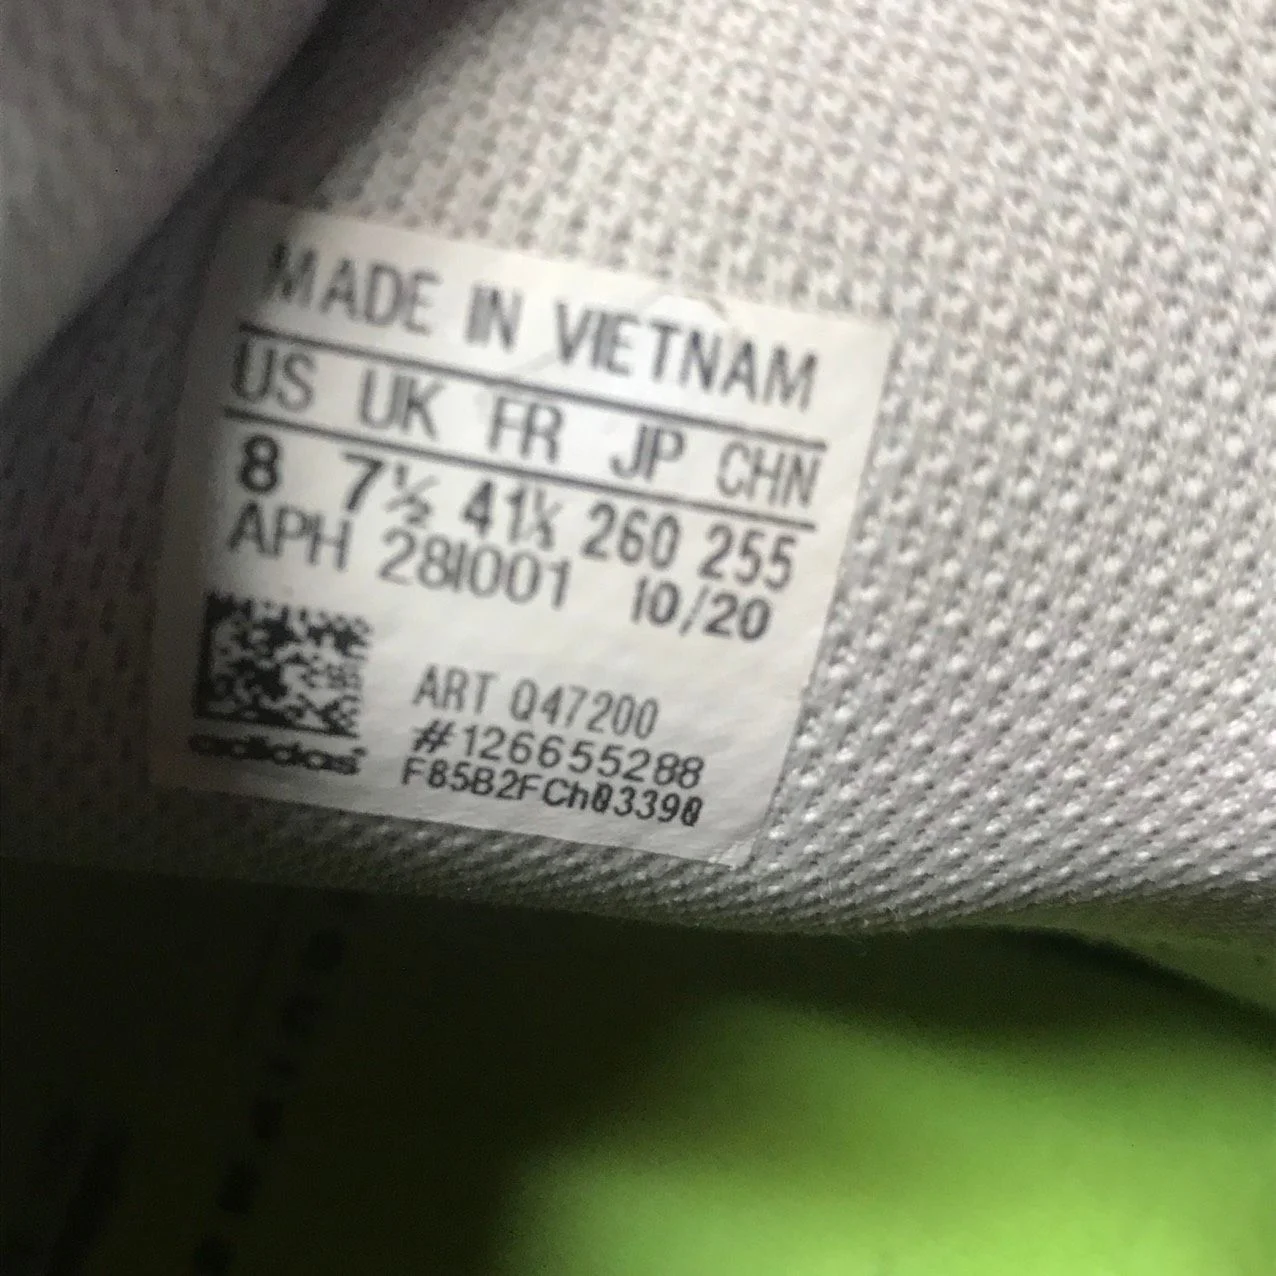 MADE IN VIETNAM
US UK FR JP CHN
8 7½ 41⅓ 260 255
APH 28I001 10/20
ART Q47200
#126655288
adidas
F85B2FCh03390